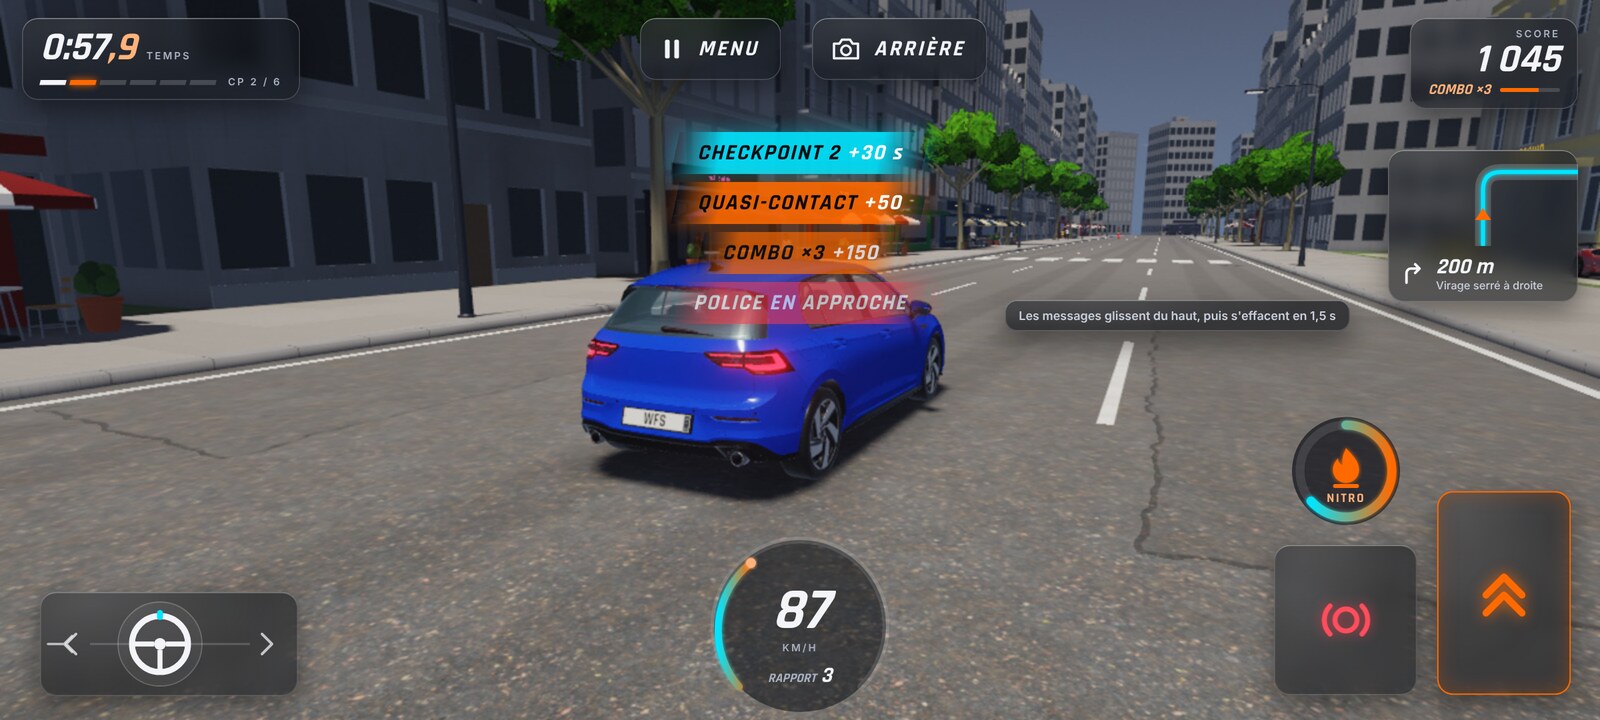 0:57,9 TEMPS
CP 2 / 6
MENU
ARRIÈRE
SCORE
1 045
COMBO ×3
CHECKPOINT 2 +30 s
QUASI-CONTACT +50
COMBO ×3 +150
POLICE EN APPROCHE
200 m
Virage serré à droite
Les messages glissent du haut, puis s'effacent en 1,5 s
WFS
NITRO
87
KM/H
RAPPORT 3